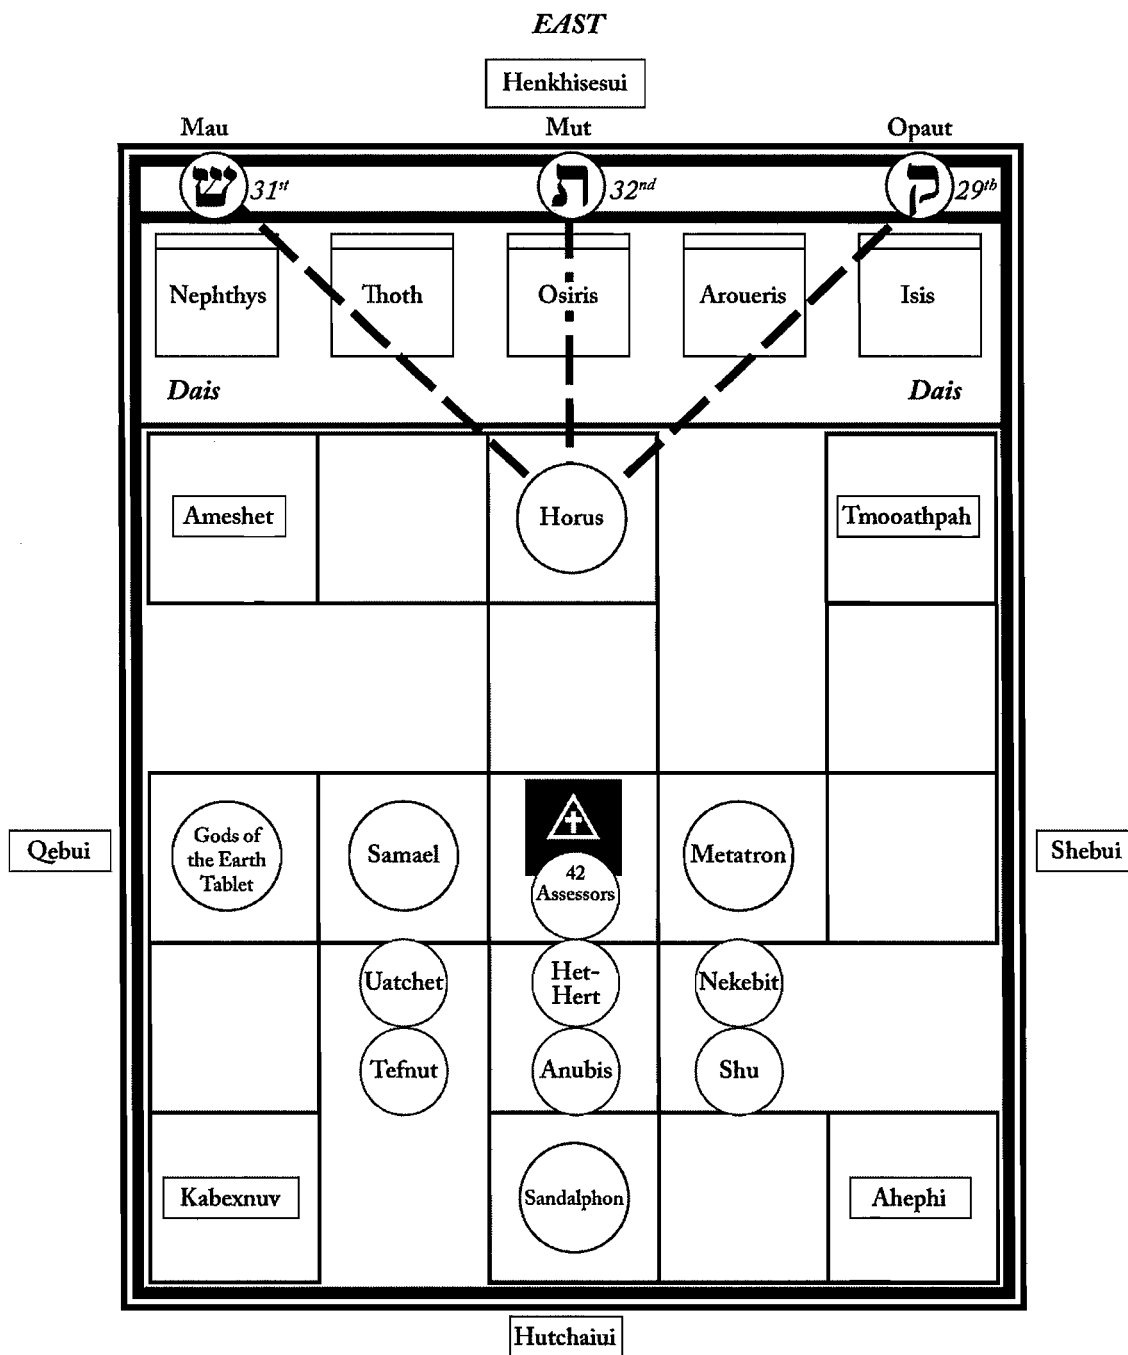 EAST
Henkhisesui
Mau
Mut
Opaut
ש 31st
ת 32nd
ק 29th
Nephthys
Thoth
Osiris
Aroueris
Isis
Dais
Dais
Ameshet
Horus
Tmooathpah
Qebui
Gods of
the Earth
Tablet
Samael
42
Assessors
Metatron
Shebui
Uatchet
Het-
Hert
Nekebit
Tefnut
Anubis
Shu
Kabexnuv
Sandalphon
Ahephi
Hutchaiui